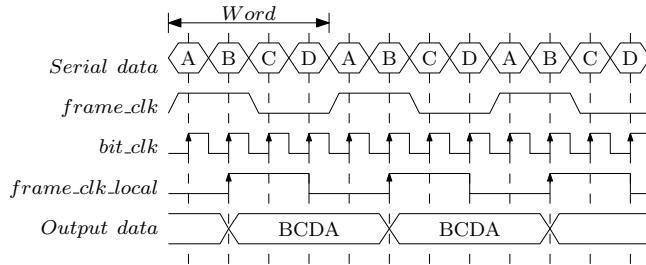 Word
Serial data A B C D A B C D A B C D
frame_clk
bit_clk
frame_clk_local
Output data BCDA BCDA